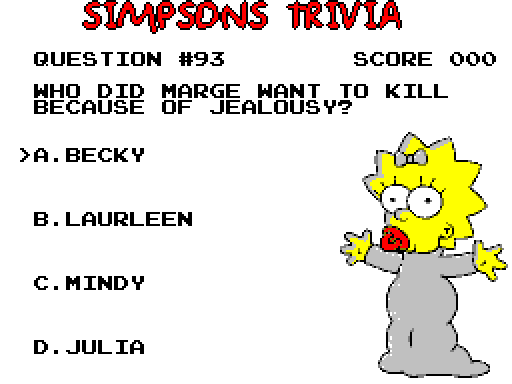 SIMPSONS TRIVIA
QUESTION #93 SCORE 000
WHO DID MARGE WANT TO KILL
BECAUSE OF JEALOUSY?
>A.BECKY
B.LAURLEEN
C.MINDY
D.JULIA